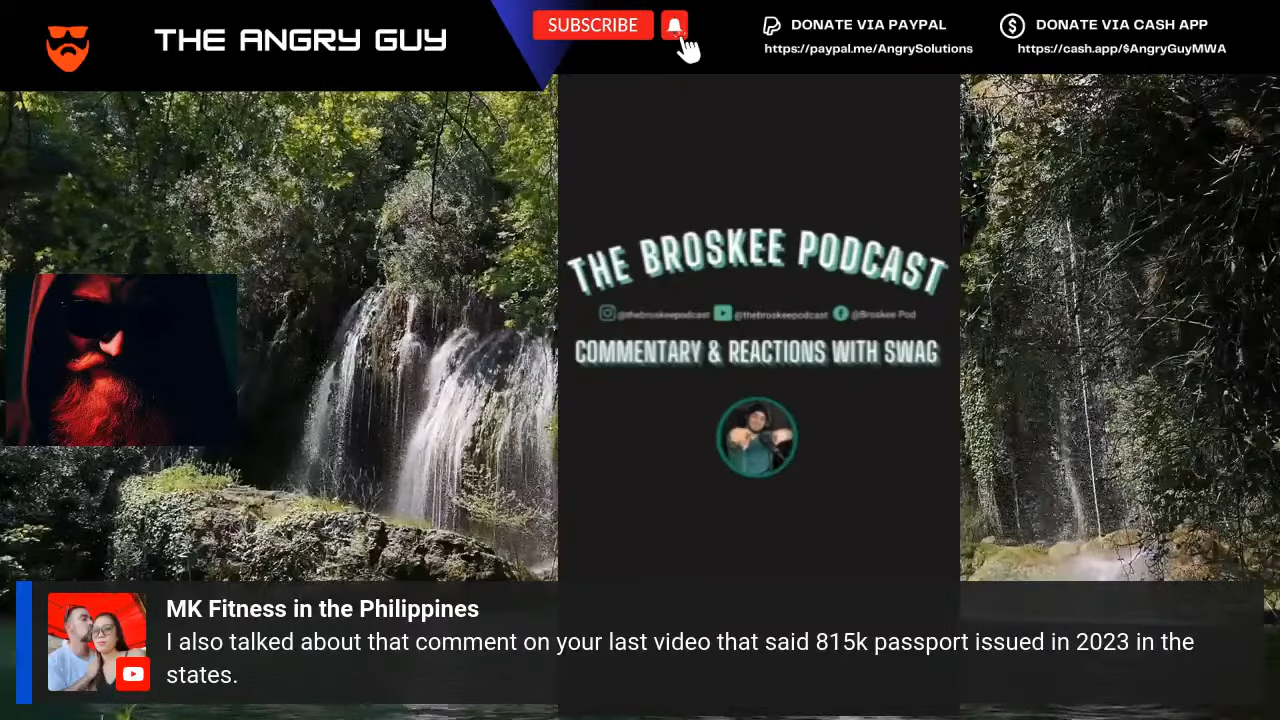 THE ANGRY GUY
SUBSCRIBE
DONATE VIA PAYPAL
https://paypal.me/AngrySolutions
DONATE VIA CASH APP
https://cash.app/$AngryGuyMWA
THE BROSKEE PODCAST
@thebroskeepodcast @thebroskeepodcast @Broskee Pod
COMMENTARY & REACTIONS WITH SWAG
MK Fitness in the Philippines
I also talked about that comment on your last video that said 815k passport issued in 2023 in the
states.